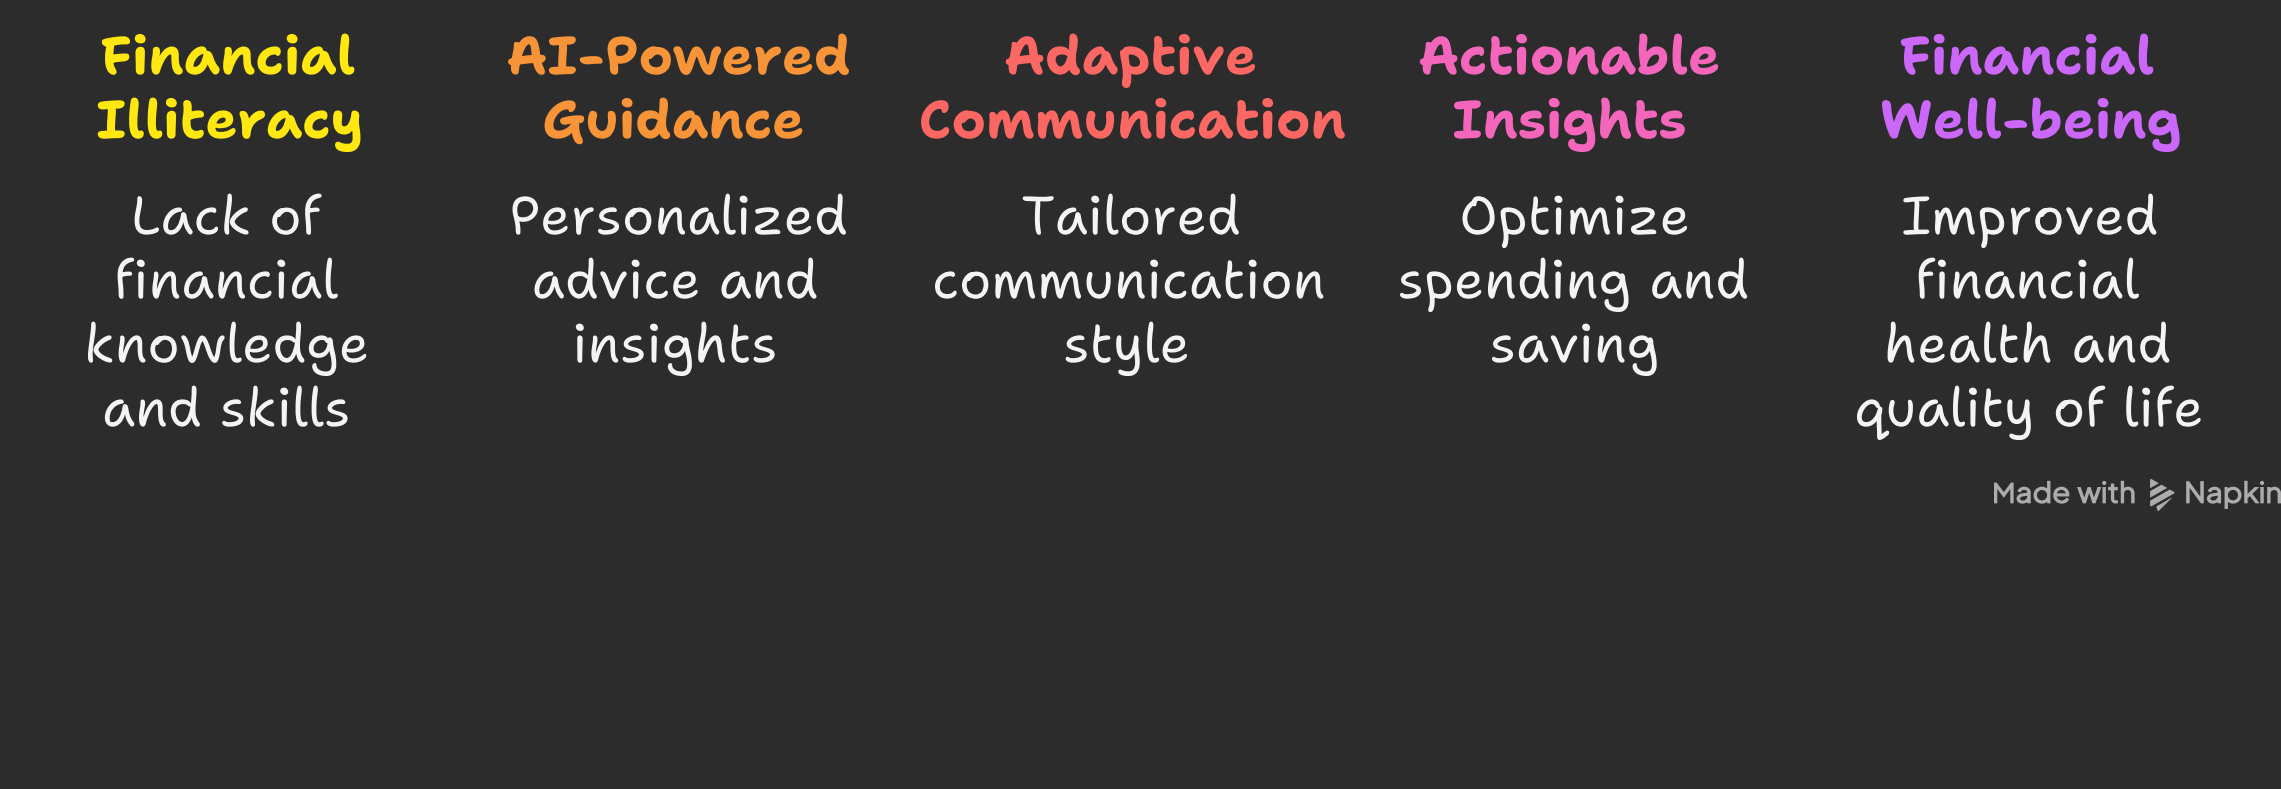 Financial
Illiteracy
Lack of
financial
knowledge
and skills
AI-Powered
Guidance
Personalized
advice and
insights
Adaptive
Communication
Tailored
communication
style
Actionable
Insights
Optimize
spending and
saving
Financial
Well-being
Improved
financial
health and
quality of life
Made with Napkin